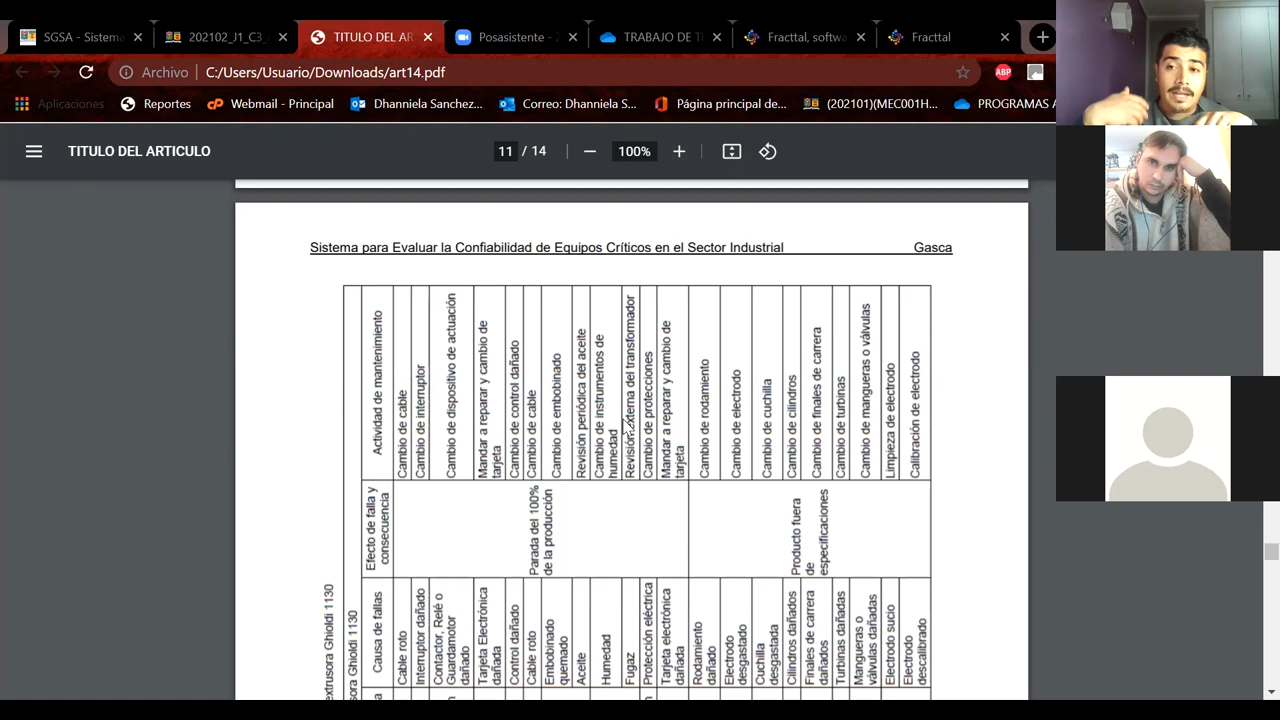 SGSA - Sistema
202102_J1_C3_
TITULO DEL AR
Posasistente -
TRABAJO DE T
Fracttal, softwa
Fracttal
Archivo
C:/Users/Usuario/Downloads/art14.pdf
ABP
Aplicaciones
Reportes
Webmail - Principal
Dhanniela Sanchez...
Correo: Dhanniela S...
Página principal de...
(202101)(MEC001H...
PROGRAMAS A
TITULO DEL ARTICULO
11 / 14
100%
Sistema para Evaluar la Confiabilidad de Equipos Críticos en el Sector Industrial Gasca
extrusora Ghioldi 1130
sora Ghioldi 1130
Causa de fallas
Efecto de falla y
consecuencia
Actividad de mantenimiento
Cable roto
Cambio de cable
Interruptor dañado
Cambio de interruptor
Contactor, Relé o
Guardamotor
dañado
Cambio de dispositivo de actuación
Tarjeta Electrónica
dañada
Mandar a reparar y cambio de
tarjeta
Control dañado
Cambio de control dañado
Cable roto
Parada del 100%
de la producción
Cambio de cable
Embobinado
quemado
Cambio de embobinado
Aceite
Revisión periódica del aceite
Humedad
Cambio de instrumentos de
humedad
Fugaz
Revisión externa del transformador
Protección eléctrica
Cambio de protecciones
Tarjeta electrónica
dañada
Mandar a reparar y cambio de
tarjeta
Rodamiento
dañado
Cambio de rodamiento
Electrodo
desgastado
Cambio de electrodo
Cuchilla
desgastada
Cambio de cuchilla
Cilindros dañados
Producto fuera
de
especificaciones
Cambio de cilindros
Finales de carrera
dañados
Cambio de finales de carrera
Turbinas dañadas
Cambio de turbinas
Mangueras o
válvulas dañadas
Cambio de mangueras o válvulas
Electrodo sucio
Limpieza de electrodo
Electrodo
descalibrado
Calibración de electrodo